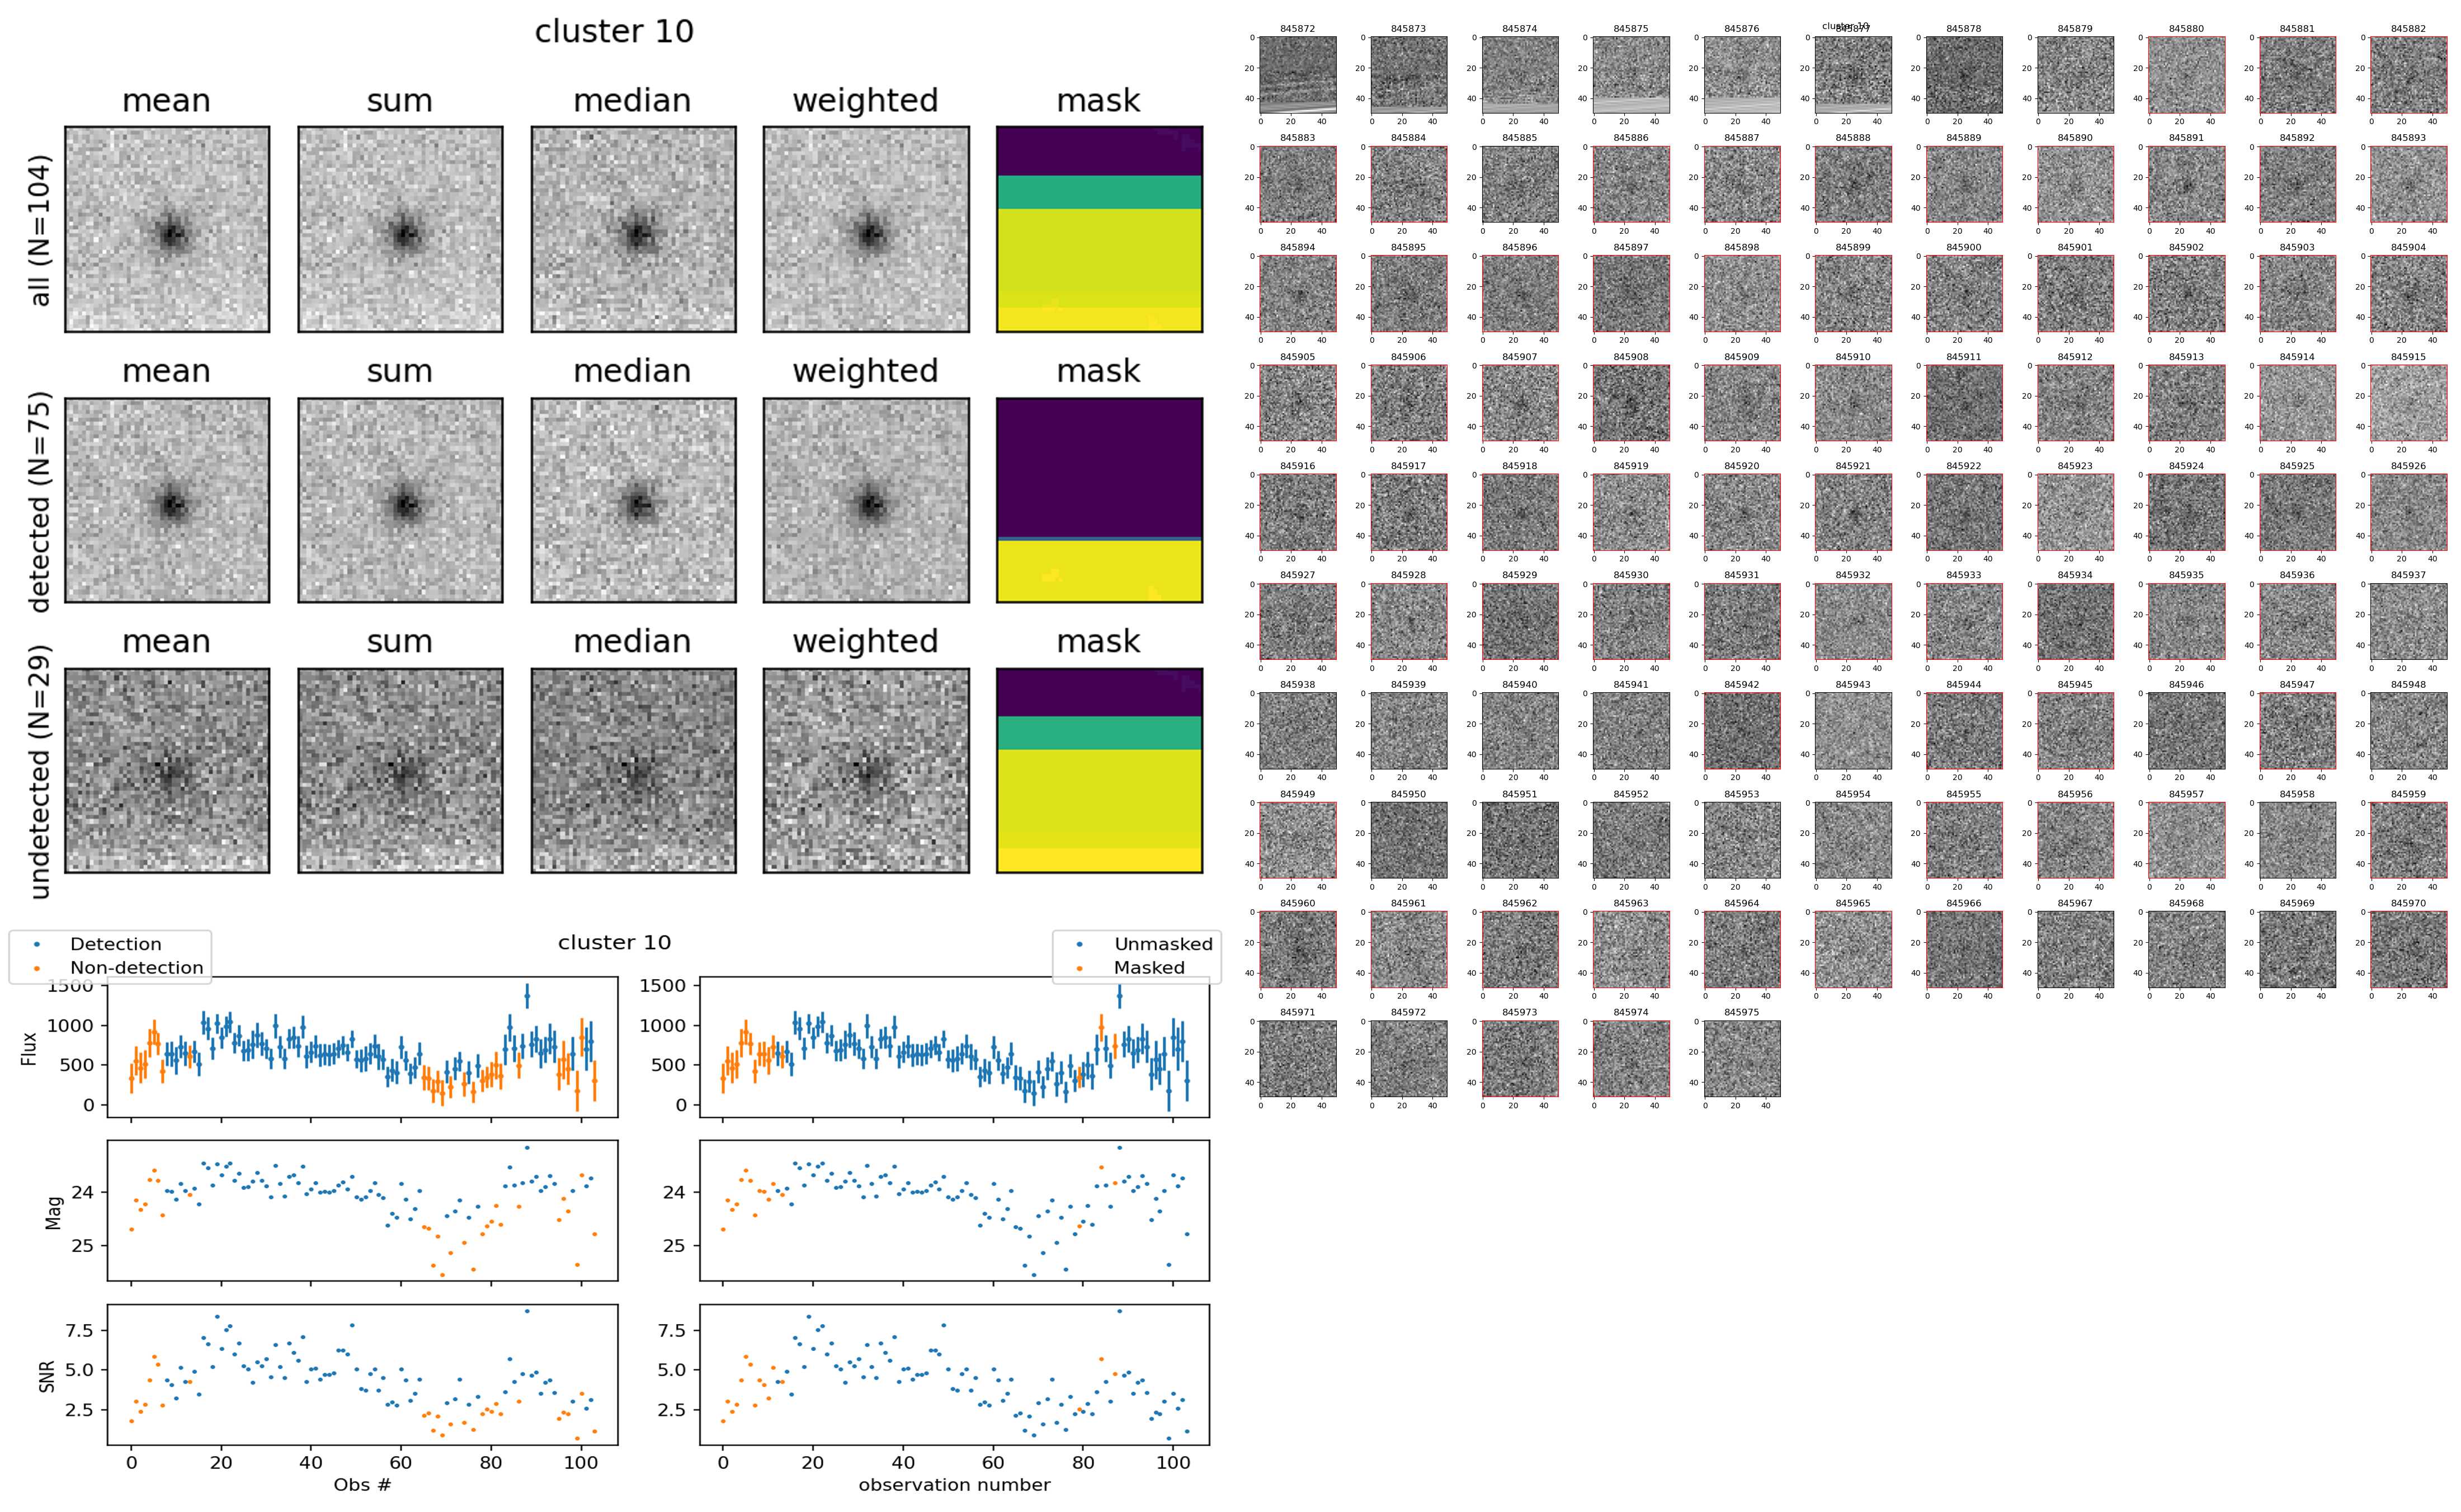 cluster 10
mean sum median weighted mask
all (N=104)
mean sum median weighted mask
detected (N=75)
mean sum median weighted mask
undetected (N=29)
cluster 10
Detection
Non-detection
Unmasked
Masked
Flux
1500
1000
500
0
1500
1000
500
0
Mag
24
25
24
25
SNR
7.5
5.0
2.5
7.5
5.0
2.5
0 20 40 60 80 100
Obs #
0 20 40 60 80 100
observation number
cluster 10
845872 845873 845874 845875 845876 845877 845878 845879 845880 845881 845882
845883 845884 845885 845886 845887 845888 845889 845890 845891 845892 845893
845894 845895 845896 845897 845898 845899 845900 845901 845902 845903 845904
845905 845906 845907 845908 845909 845910 845911 845912 845913 845914 845915
845916 845917 845918 845919 845920 845921 845922 845923 845924 845925 845926
845927 845928 845929 845930 845931 845932 845933 845934 845935 845936 845937
845938 845939 845940 845941 845942 845943 845944 845945 845946 845947 845948
845949 845950 845951 845952 845953 845954 845955 845956 845957 845958 845959
845960 845961 845962 845963 845964 845965 845966 845967 845968 845969 845970
845971 845972 845973 845974 845975